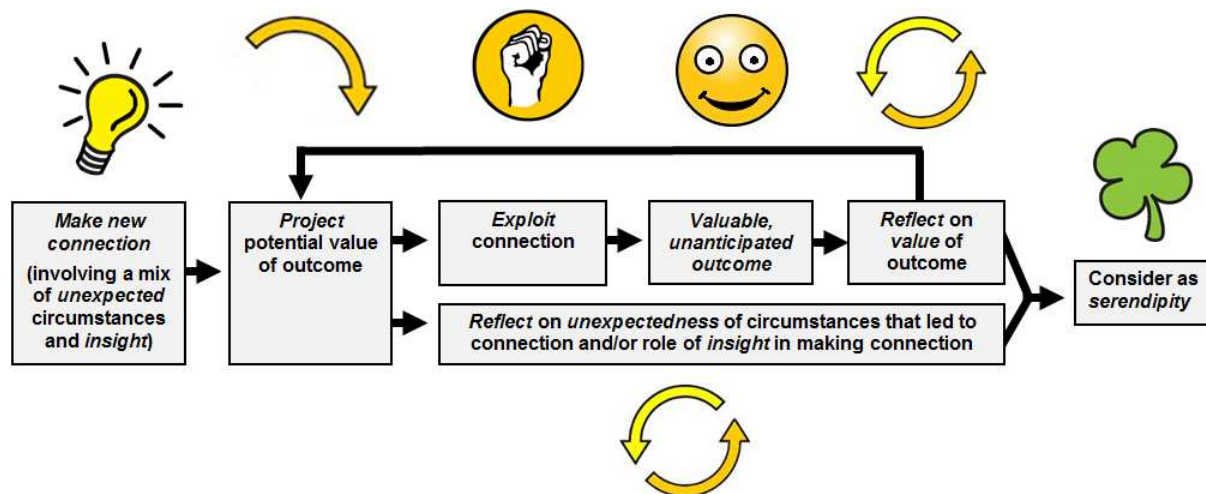 Make new
connection
(involving a mix
of unexpected
circumstances
and insight)
Project
potential value
of outcome
Exploit
connection
Valuable,
unanticipated
outcome
Reflect on
value of
outcome
Reflect on unexpectedness of circumstances that led to
connection and/or role of insight in making connection
Consider as
serendipity